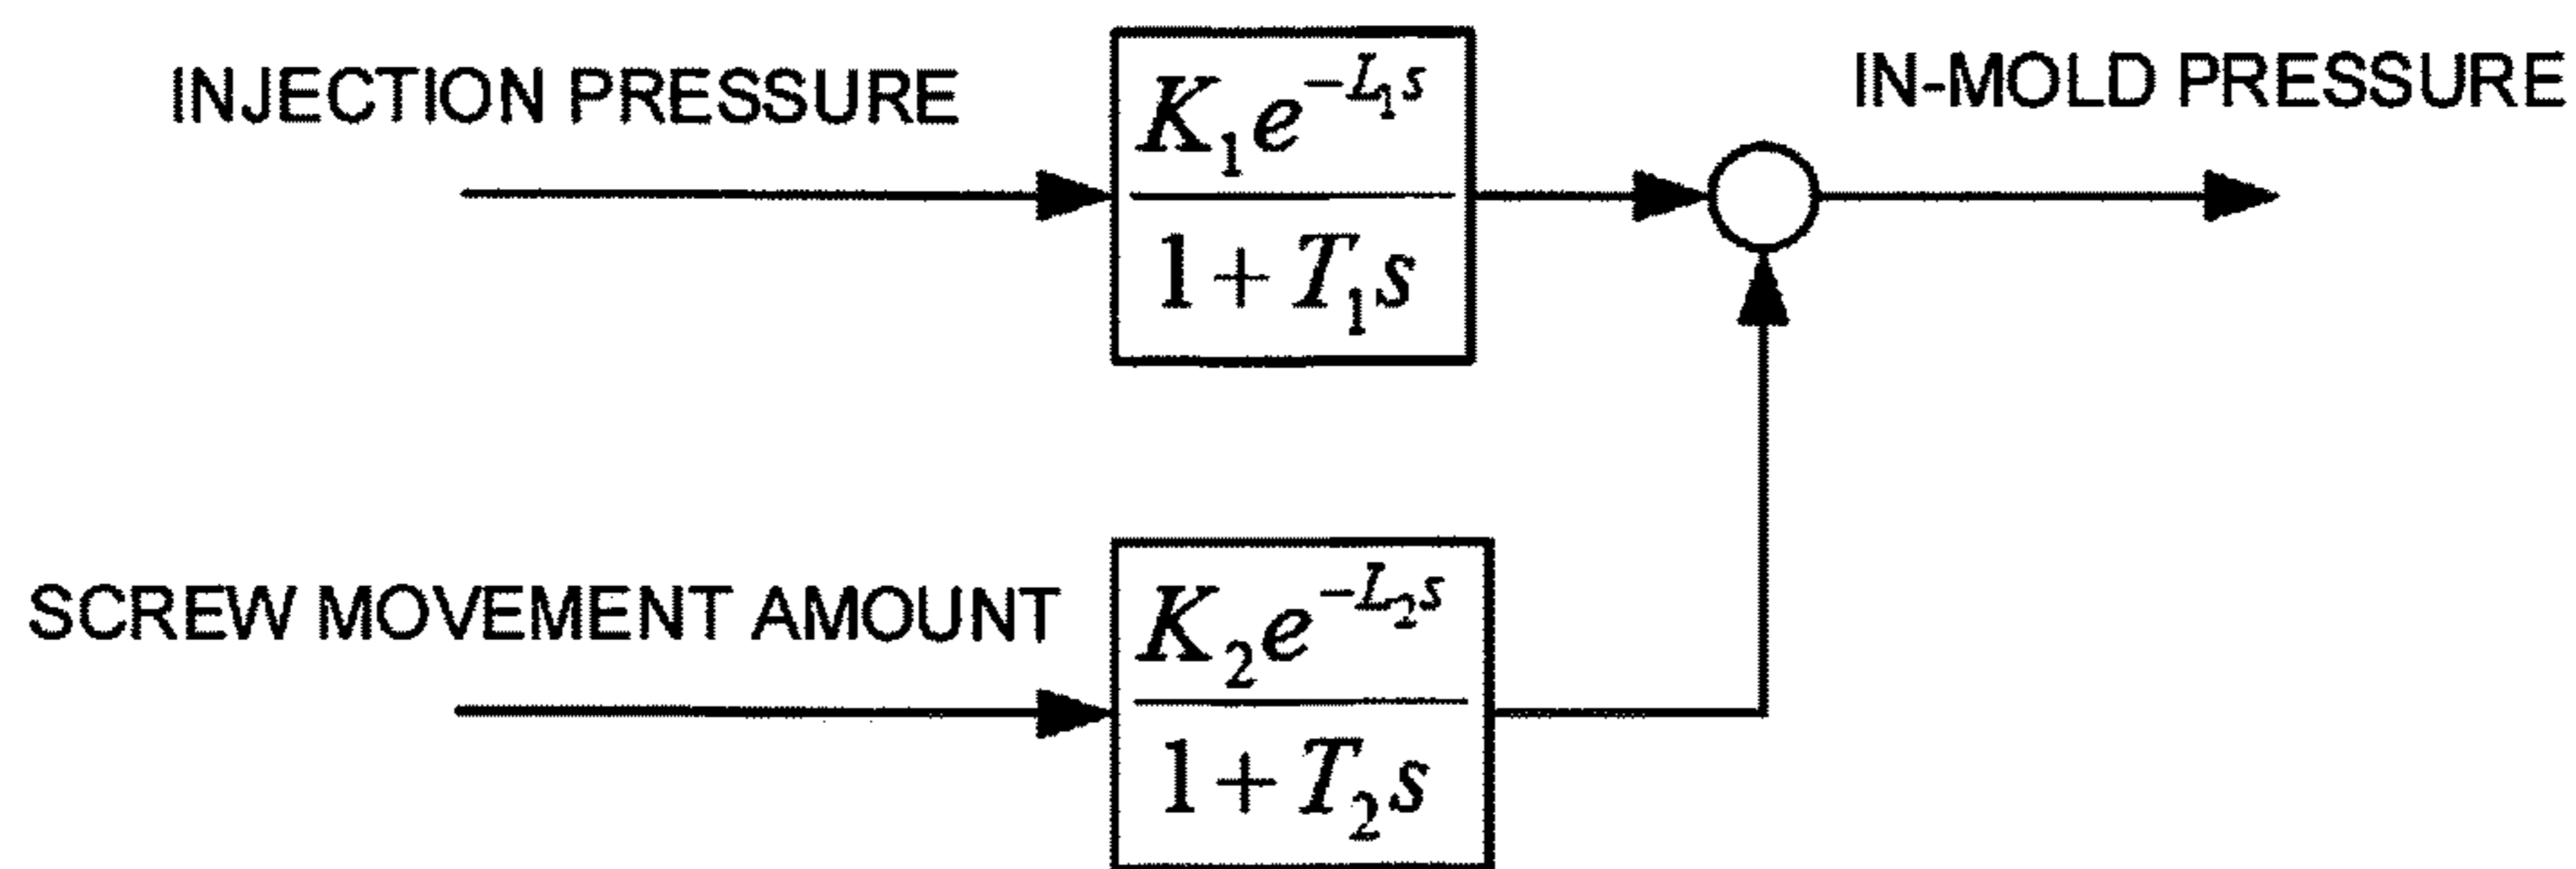 INJECTION PRESSURE
K₁e^{-L₁s}
1+T₁s
IN-MOLD PRESSURE
SCREW MOVEMENT AMOUNT
K₂e^{-L₂s}
1+T₂s